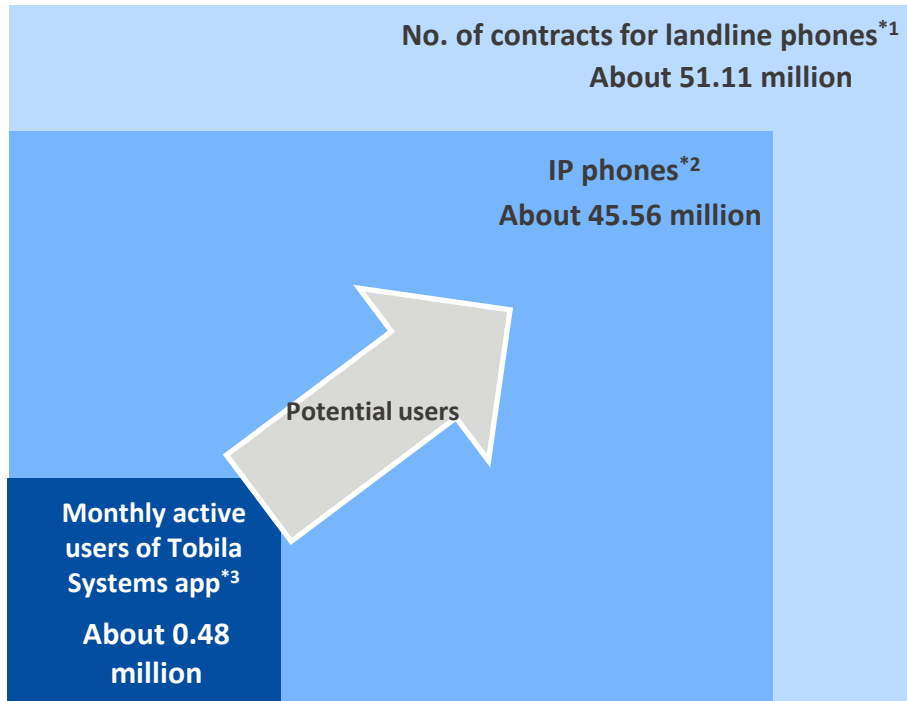 No. of contracts for landline phones*1
About 51.11 million
IP phones*2
About 45.56 million
Potential users
Monthly active
users of Tobila
Systems app*3
About 0.48
million